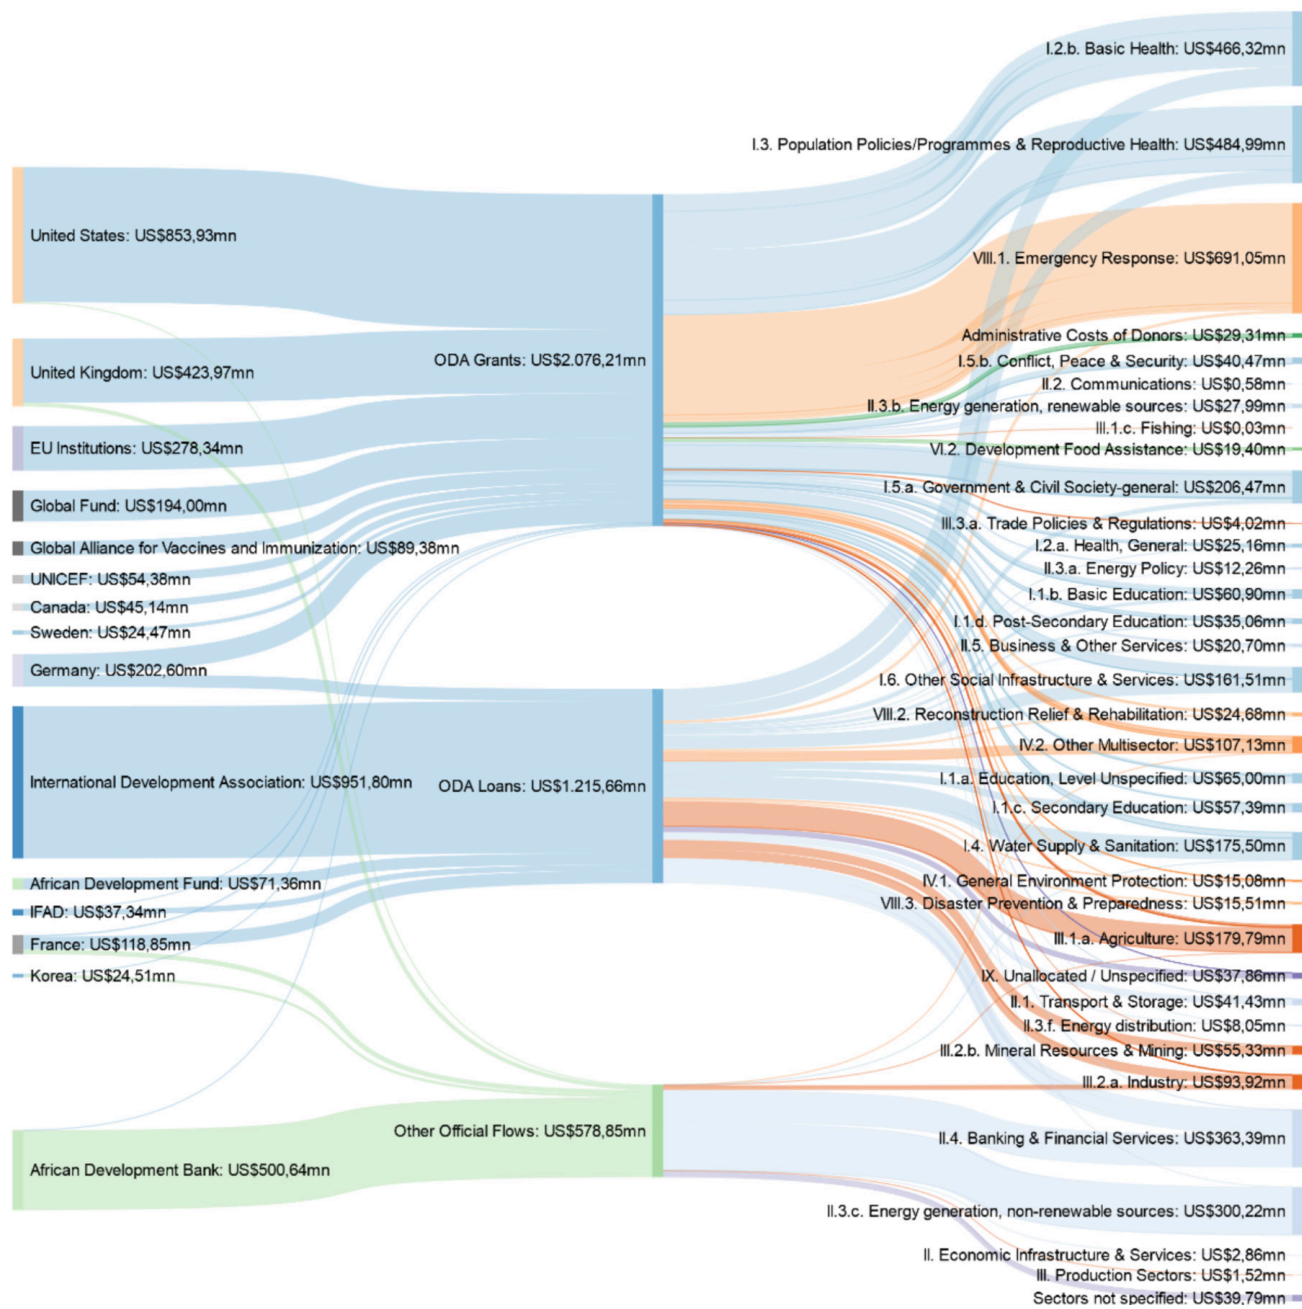 United States: US$853,93mn
United Kingdom: US$423,97mn
EU Institutions: US$278,34mn
Global Fund: US$194,00mn
Global Alliance for Vaccines and Immunization: US$89,38mn
UNICEF: US$54,38mn
Canada: US$45,14mn
Sweden: US$24,47mn
Germany: US$202,60mn
International Development Association: US$951,80mn
African Development Fund: US$71,36mn
IFAD: US$37,34mn
France: US$118,85mn
Korea: US$24,51mn
African Development Bank: US$500,64mn
ODA Grants: US$2.076,21mn
ODA Loans: US$1.215,66mn
Other Official Flows: US$578,85mn
I.2.b. Basic Health: US$466,32mn
I.3. Population Policies/Programmes & Reproductive Health: US$484,99mn
VIII.1. Emergency Response: US$691,05mn
Administrative Costs of Donors: US$29,31mn
I.5.b. Conflict, Peace & Security: US$40,47mn
II.2. Communications: US$0,58mn
II.3.b. Energy generation, renewable sources: US$27,99mn
III.1.c. Fishing: US$0,03mn
VI.2. Development Food Assistance: US$19,40mn
I.5.a. Government & Civil Society-general: US$206,47mn
III.3.a. Trade Policies & Regulations: US$4,02mn
I.2.a. Health, General: US$25,16mn
II.3.a. Energy Policy: US$12,26mn
I.1.b. Basic Education: US$60,90mn
I.1.d. Post-Secondary Education: US$35,06mn
II.5. Business & Other Services: US$20,70mn
I.6. Other Social Infrastructure & Services: US$161,51mn
VIII.2. Reconstruction Relief & Rehabilitation: US$24,68mn
IV.2. Other Multisector: US$107,13mn
I.1.a. Education, Level Unspecified: US$65,00mn
I.1.c. Secondary Education: US$57,39mn
I.4. Water Supply & Sanitation: US$175,50mn
IV.1. General Environment Protection: US$15,08mn
VIII.3. Disaster Prevention & Preparedness: US$15,51mn
III.1.a. Agriculture: US$179,79mn
IX. Unallocated / Unspecified: US$37,86mn
II.1. Transport & Storage: US$41,43mn
II.3.f. Energy distribution: US$8,05mn
III.2.b. Mineral Resources & Mining: US$55,33mn
III.2.a. Industry: US$93,92mn
II.4. Banking & Financial Services: US$363,39mn
II.3.c. Energy generation, non-renewable sources: US$300,22mn
II. Economic Infrastructure & Services: US$2,86mn
III. Production Sectors: US$1,52mn
Sectors not specified: US$39,79mn